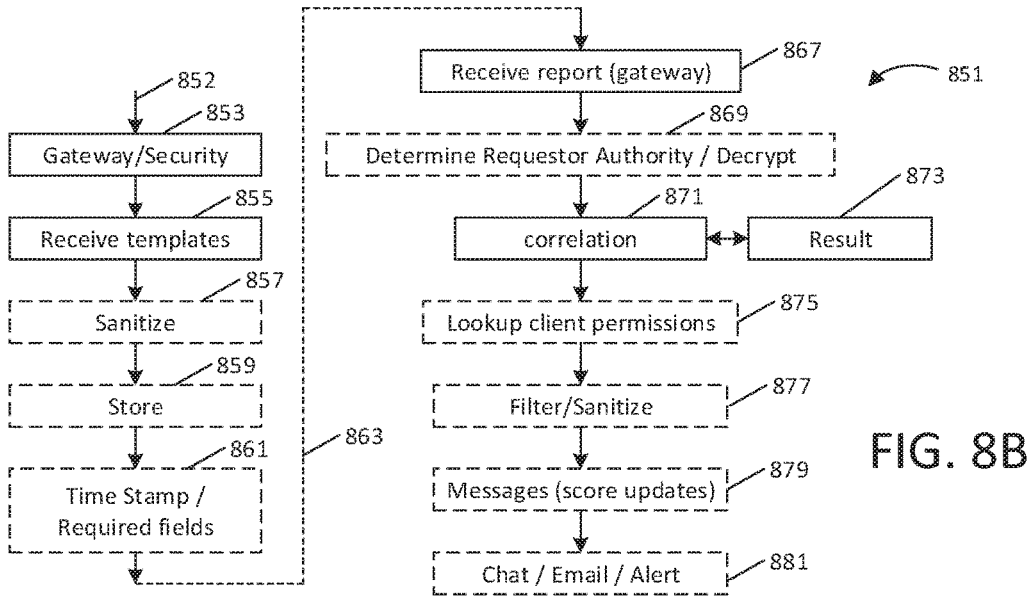 852
853
Gateway/Security
855
Receive templates
857
Sanitize
859
Store
861
Time Stamp /
Required fields
863
867
Receive report (gateway)
851
869
Determine Requestor Authority / Decrypt
871
873
correlation
Result
875
Lookup client permissions
877
Filter/Sanitize
879
Messages (score updates)
881
Chat / Email / Alert
FIG. 8B